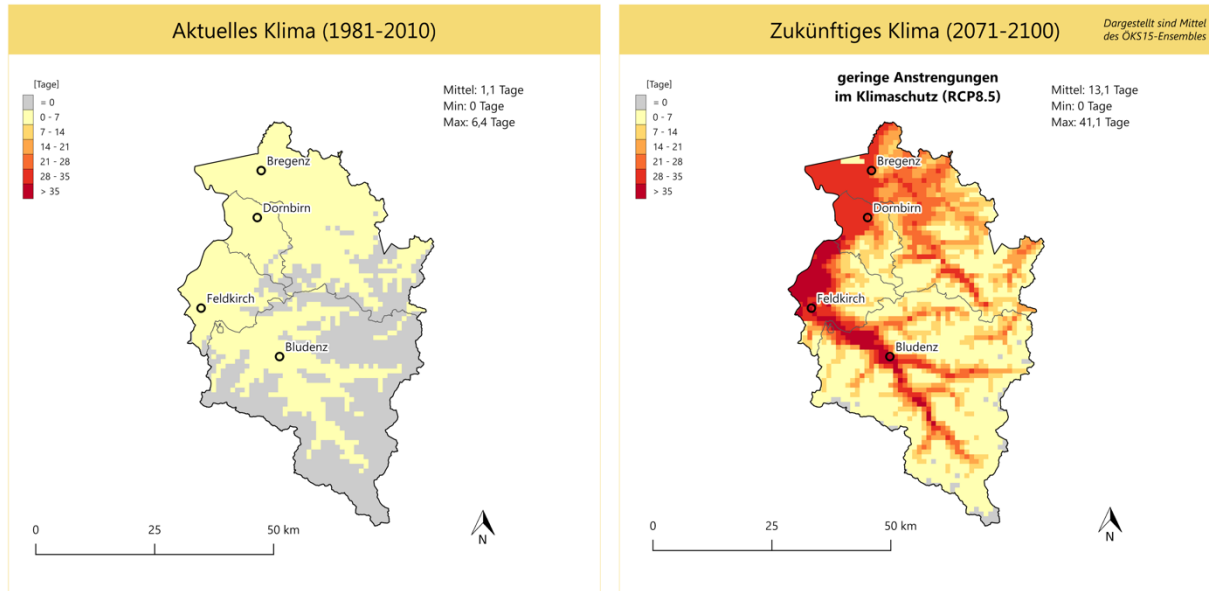 Aktuelles Klima (1981-2010)
[Tage]
= 0
0 - 7
7 - 14
14 - 21
21 - 28
28 - 35
> 35
Mittel: 1,1 Tage
Min: 0 Tage
Max: 6,4 Tage
Bregenz
Dornbirn
Feldkirch
Bludenz
0
25
50 km
N
Zukünftiges Klima (2071-2100)
Dargestellt sind Mittel
des ÖKS15-Ensembles
geringe Anstrengungen
im Klimaschutz (RCP8.5)
[Tage]
= 0
0 - 7
7 - 14
14 - 21
21 - 28
28 - 35
> 35
Mittel: 13,1 Tage
Min: 0 Tage
Max: 41,1 Tage
Bregenz
Dornbirn
Feldkirch
Bludenz
0
25
50 km
N